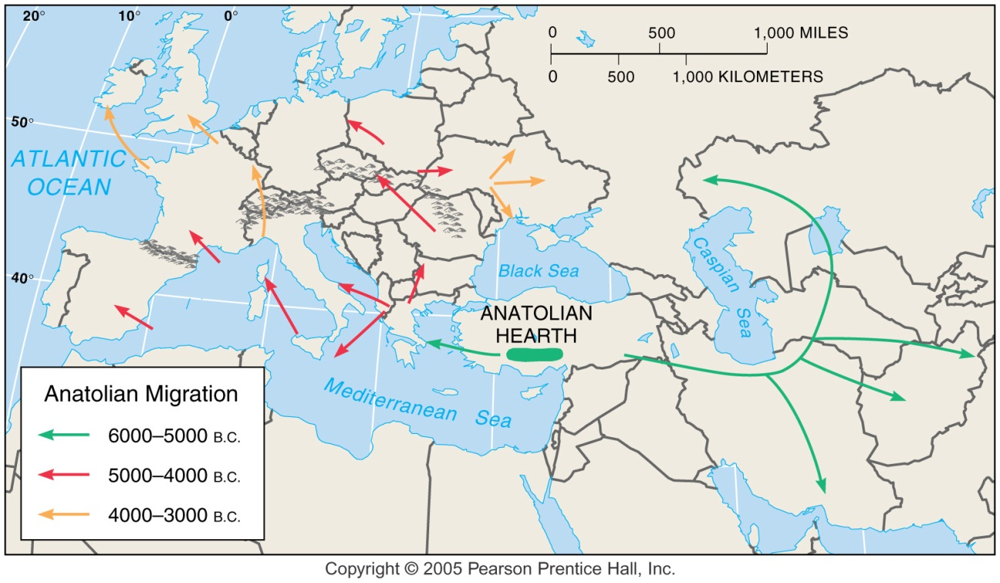 20°
10°
0°
0 500 1,000 MILES
0 500 1,000 KILOMETERS
50°
ATLANTIC
OCEAN
40°
Black Sea
Caspian
Sea
ANATOLIAN
HEARTH
Mediterranean Sea
Anatolian Migration
6000–5000 B.C.
5000–4000 B.C.
4000–3000 B.C.
Copyright © 2005 Pearson Prentice Hall, Inc.